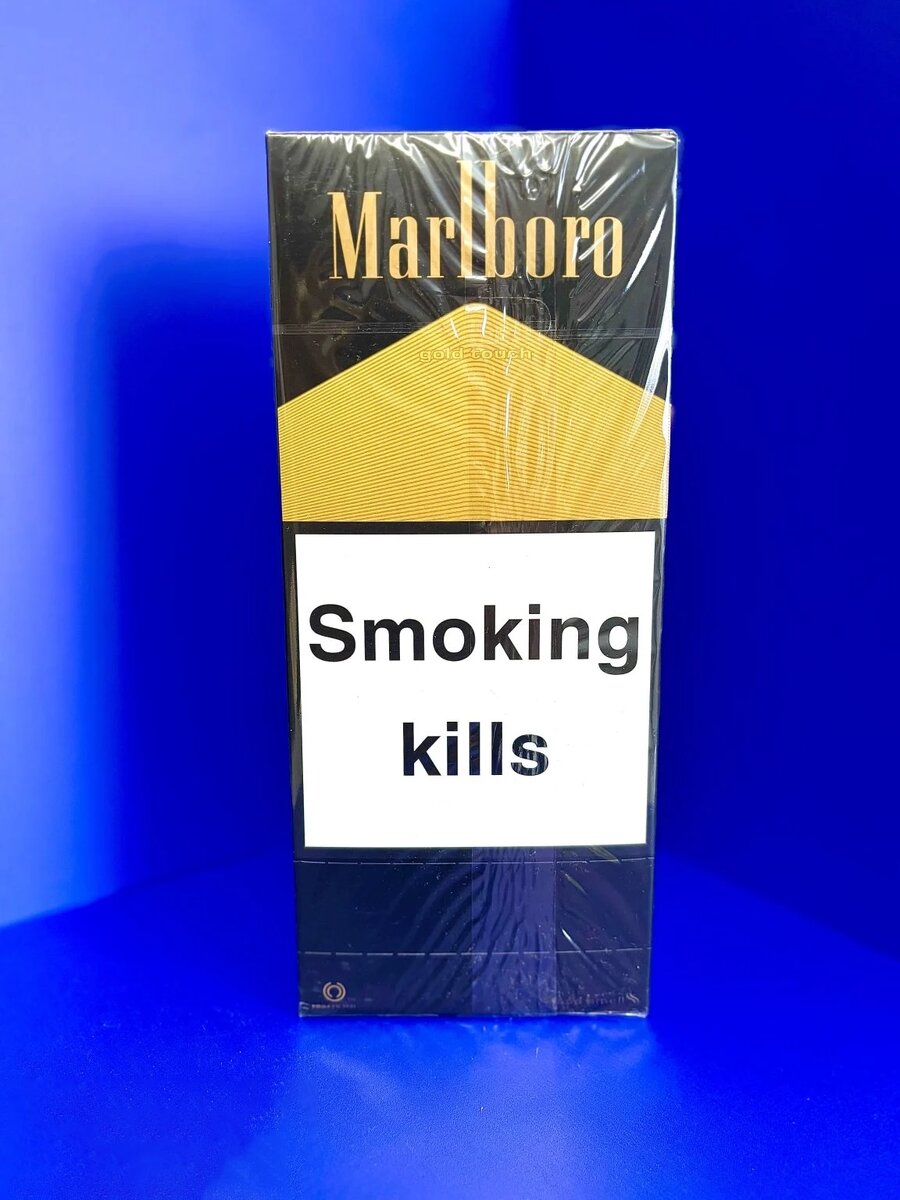 Marlboro
gold touch
Smoking
kills